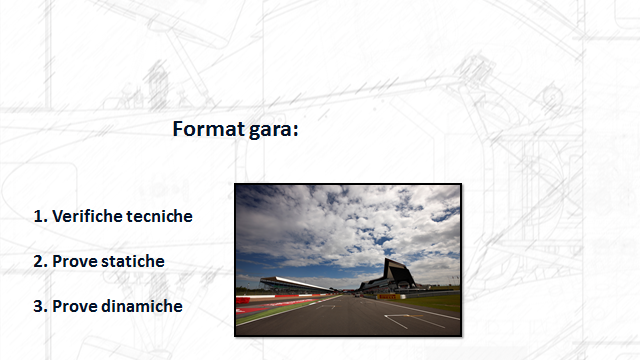 Format gara:
1. Verifiche tecniche
2. Prove statiche
3. Prove dinamiche